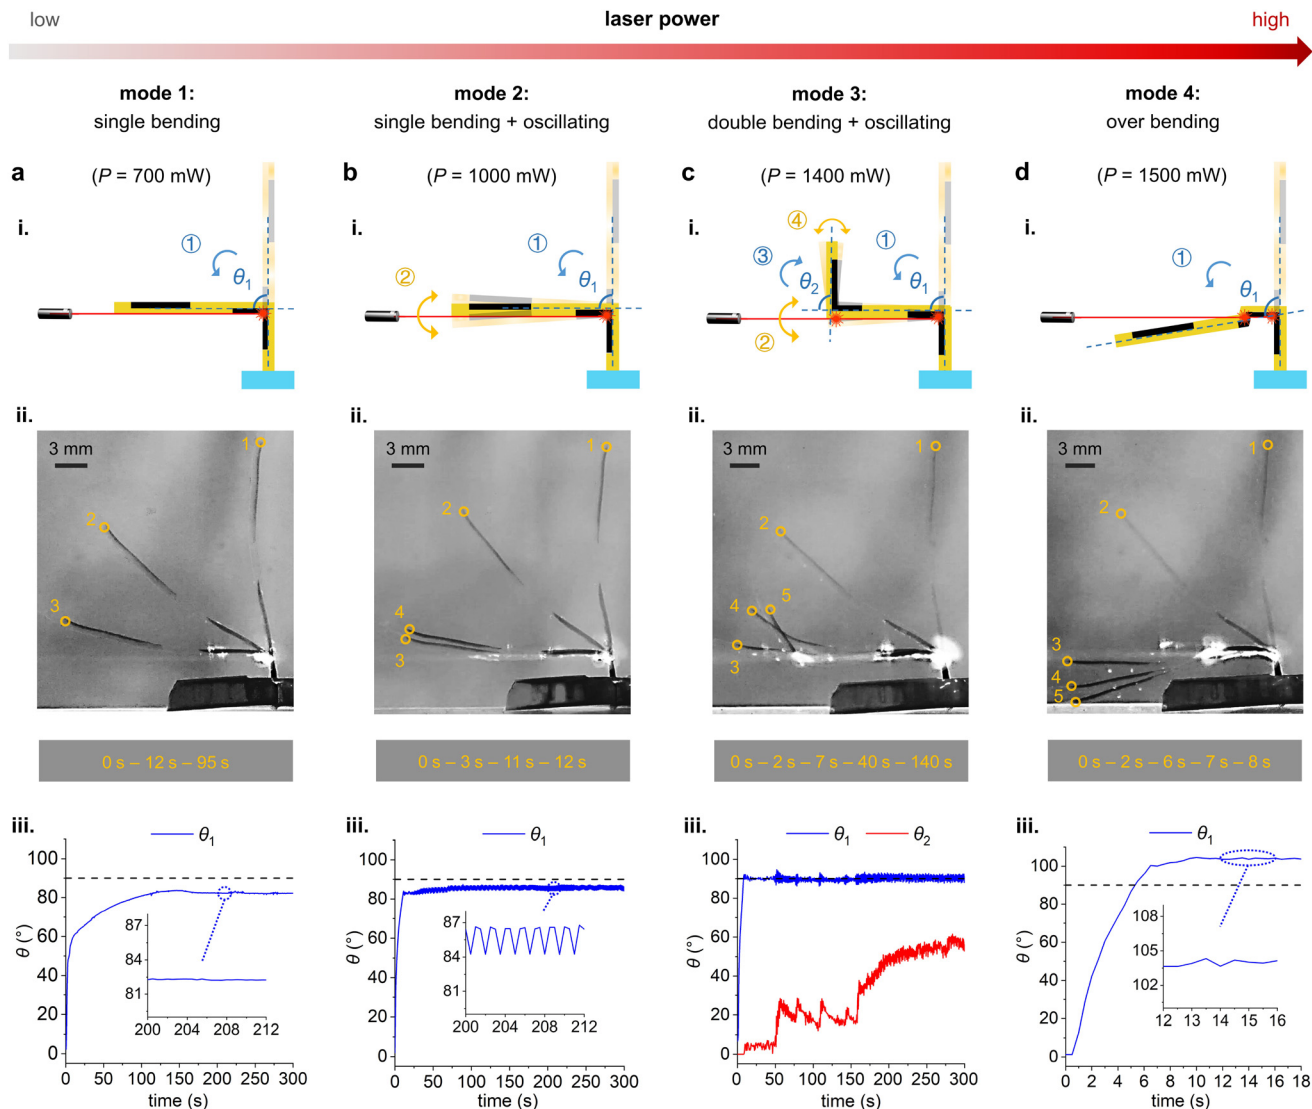 low
laser power
high
mode 1:
single bending
mode 2:
single bending + oscillating
mode 3:
double bending + oscillating
mode 4:
over bending
a
(P = 700 mW)
i.
①
θ1
ii.
3 mm
1
2
3
0 s – 12 s – 95 s
iii.
θ1
θ (°)
100
80
60
40
20
0
87
84
81
200 204 208 212
0 50 100 150 200 250 300
time (s)
b
(P = 1000 mW)
i.
①
②
θ1
ii.
3 mm
1
2
4
3
0 s – 3 s – 11 s – 12 s
iii.
θ1
θ (°)
100
80
60
40
20
0
87
84
81
200 204 208 212
0 50 100 150 200 250 300
time (s)
c
(P = 1400 mW)
i.
④
①
③
θ1
θ2
②
ii.
3 mm
1
2
5
4
3
0 s – 2 s – 7 s – 40 s – 140 s
iii.
θ1 θ2
θ (°)
100
80
60
40
20
0
0 50 100 150 200 250 300
time (s)
d
(P = 1500 mW)
i.
①
θ1
ii.
3 mm
1
2
3
4
5
0 s – 2 s – 6 s – 7 s – 8 s
iii.
θ1
θ (°)
100
80
60
40
20
0
108
105
102
12 13 14 15 16
0 2 4 6 8 10 12 14 16 18
time (s)